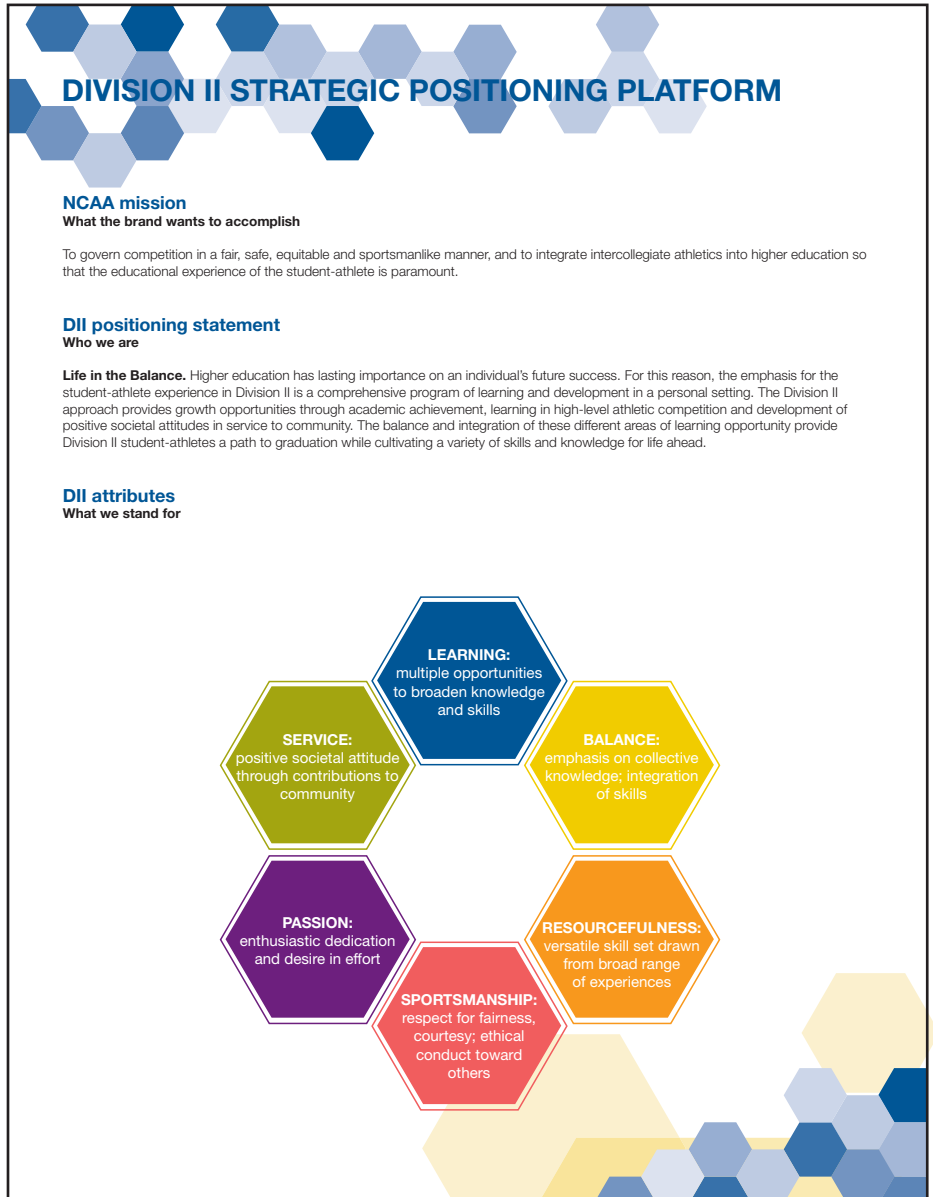 DIVISION II STRATEGIC POSITIONING PLATFORM
NCAA mission
What the brand wants to accomplish
To govern competition in a fair, safe, equitable and sportsmanlike manner, and to integrate intercollegiate athletics into higher education so
that the educational experience of the student-athlete is paramount.
DII positioning statement
Who we are
Life in the Balance. Higher education has lasting importance on an individual's future success. For this reason, the emphasis for the
student-athlete experience in Division II is a comprehensive program of learning and development in a personal setting. The Division II
approach provides growth opportunities through academic achievement, learning in high-level athletic competition and development of
positive societal attitudes in service to community. The balance and integration of these different areas of learning opportunity provide
Division II student-athletes a path to graduation while cultivating a variety of skills and knowledge for life ahead.
DII attributes
What we stand for
LEARNING:
multiple opportunities
to broaden knowledge
and skills
SERVICE:
positive societal attitude
through contributions to
community
BALANCE:
emphasis on collective
knowledge; integration
of skills
PASSION:
enthusiastic dedication
and desire in effort
RESOURCEFULNESS:
versatile skill set drawn
from broad range
of experiences
SPORTSMANSHIP:
respect for fairness,
courtesy; ethical
conduct toward
others